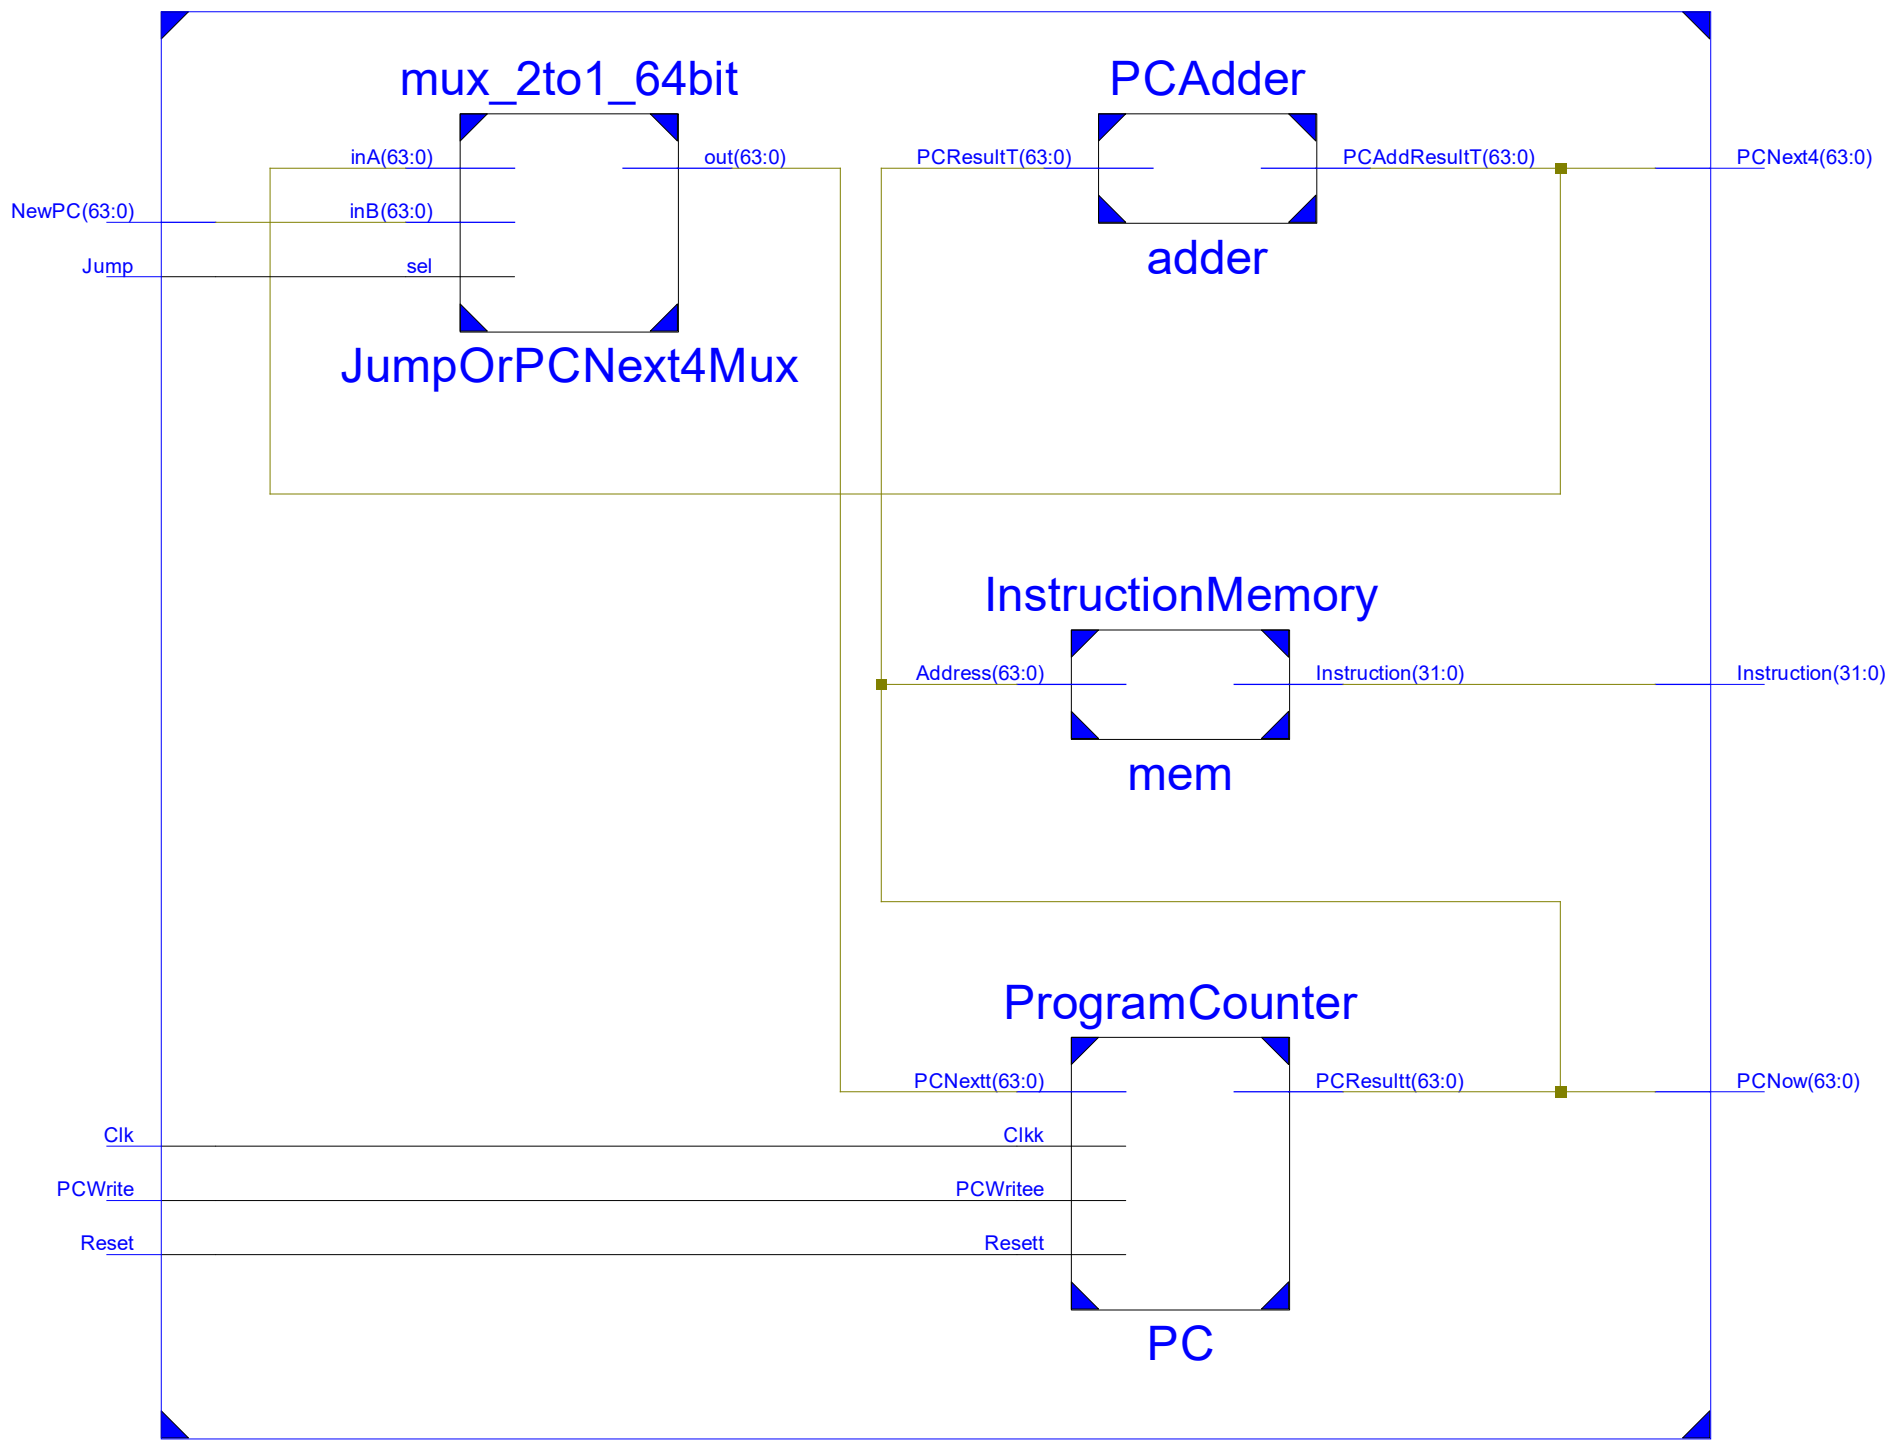 mux_2to1_64bit
PCAdder
inA(63:0)
out(63:0)
PCResultT(63:0)
PCAddResultT(63:0)
PCNext4(63:0)
NewPC(63:0)
inB(63:0)
Jump
sel
adder
JumpOrPCNext4Mux
InstructionMemory
Address(63:0)
Instruction(31:0)
Instruction(31:0)
mem
ProgramCounter
PCNextt(63:0)
PCResultt(63:0)
PCNow(63:0)
Clk
Clkk
PCWrite
PCWritee
Reset
Resett
PC